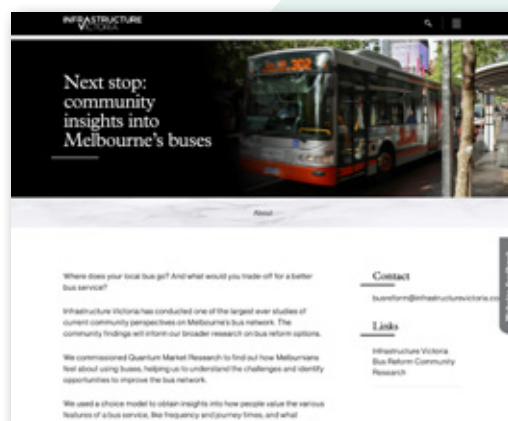 INFRASTRUCTURE
VICTORIA
302
Next stop:
community
insights into
Melbourne's buses
About
Where does your local bus go? And what would you trade-off for a better
bus service?
Infrastructure Victoria has conducted one of the largest ever studies of
current community perspectives on Melbourne's bus network. The
community findings will inform our broader research on bus reform options.
We commissioned Quantum Market Research to find out how Melburnians
feel about using buses, helping us to understand the challenges and identify
opportunities to improve the bus network.
We used a choice model to obtain insights into how people value the various
features of a bus service, like frequency and journey times, and what
Contact
busreform@infrastructurevictoria.co
Links
Infrastructure Victoria
Bus Reform Community
Research